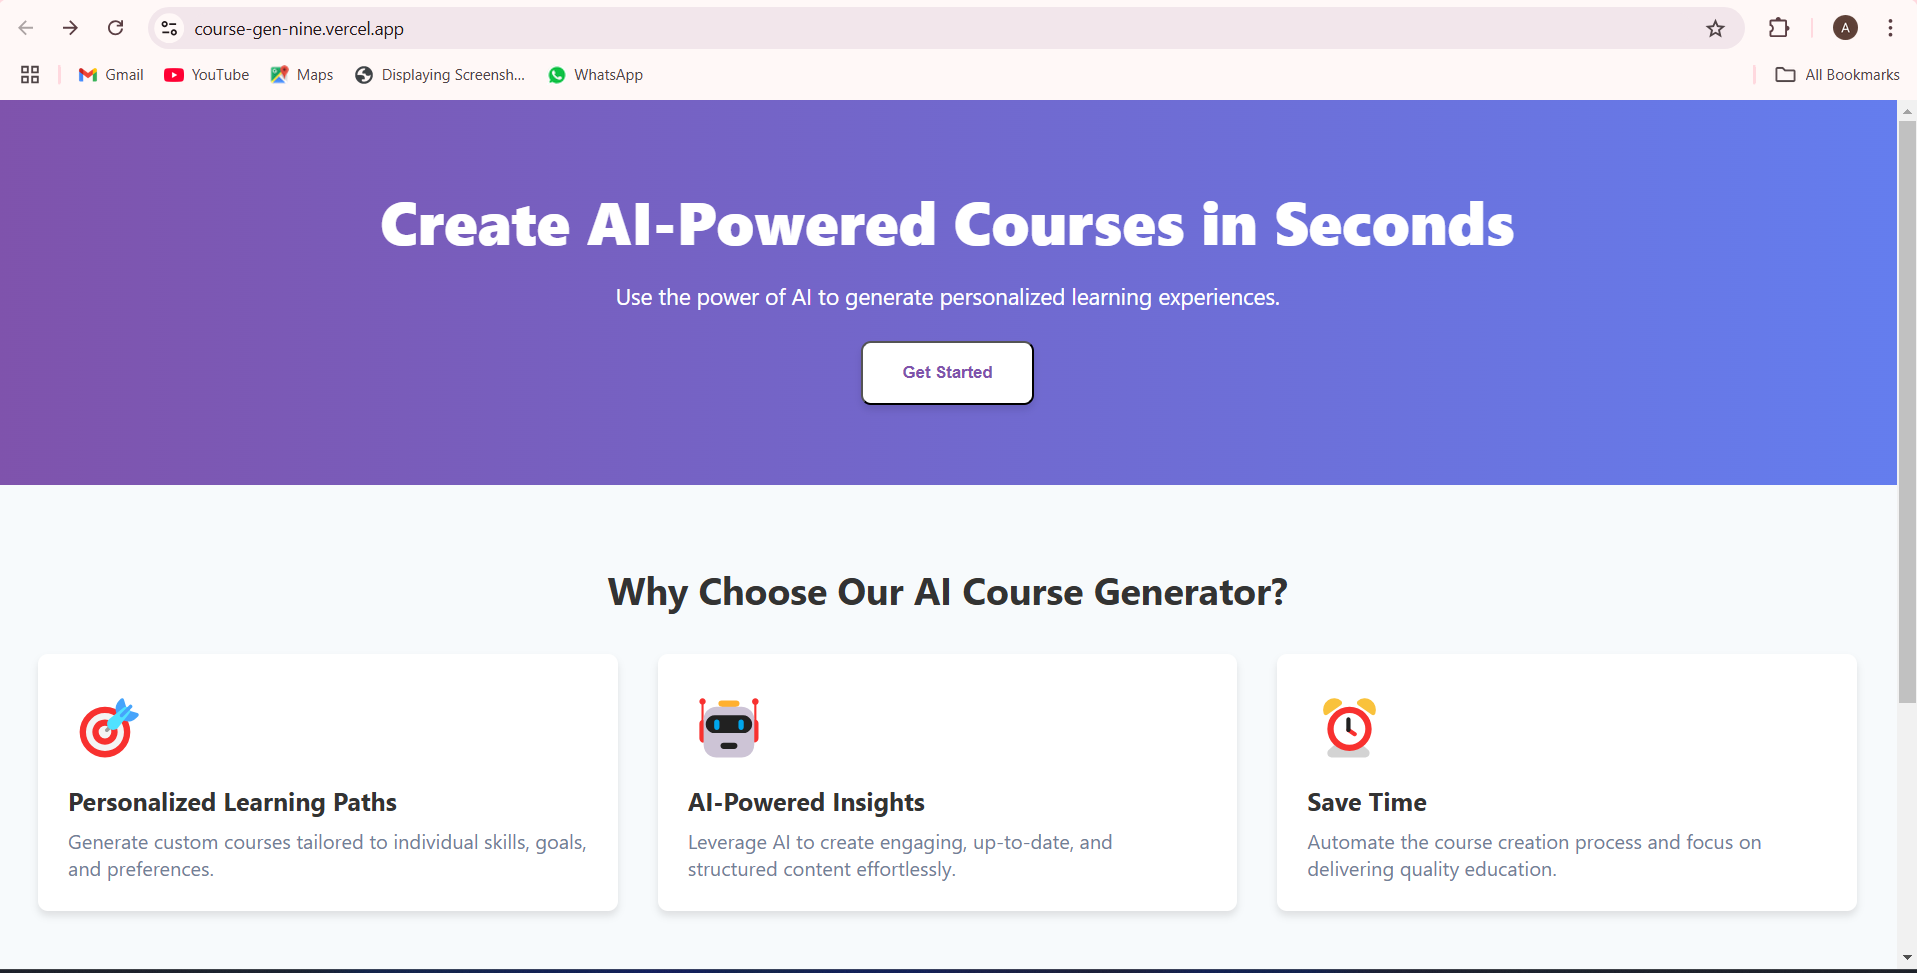 course-gen-nine.vercel.app
A
Gmail
YouTube
Maps
Displaying Screensh...
WhatsApp
All Bookmarks
Create AI-Powered Courses in Seconds
Use the power of AI to generate personalized learning experiences.
Get Started
Why Choose Our AI Course Generator?
Personalized Learning Paths
Generate custom courses tailored to individual skills, goals,
and preferences.
AI-Powered Insights
Leverage AI to create engaging, up-to-date, and
structured content effortlessly.
Save Time
Automate the course creation process and focus on
delivering quality education.